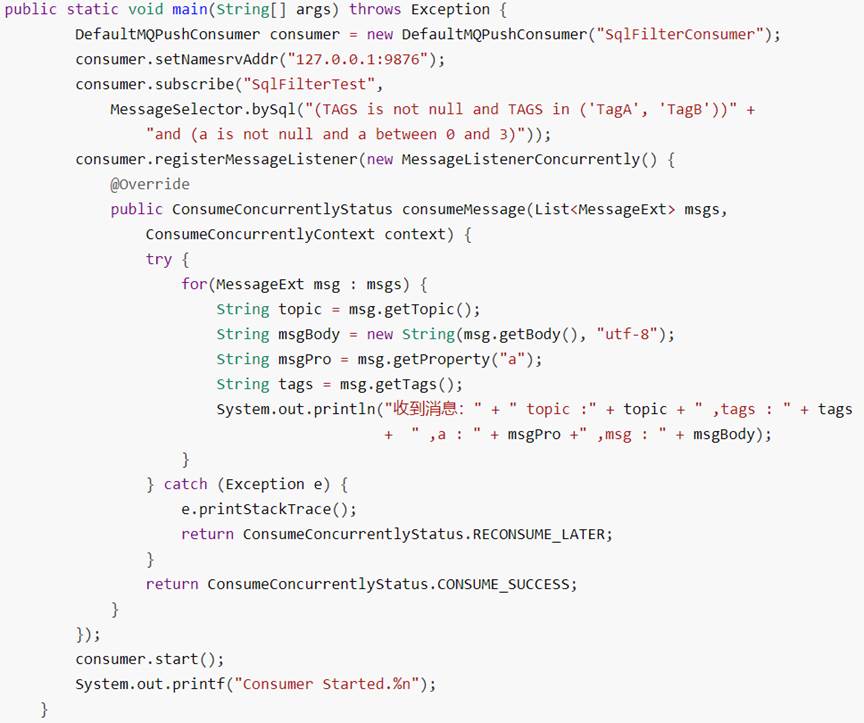 public static void main(String[] args) throws Exception {
        DefaultMQPushConsumer consumer = new DefaultMQPushConsumer("SqlFilterConsumer");
        consumer.setNamesrvAddr("127.0.0.1:9876");
        consumer.subscribe("SqlFilterTest",
            MessageSelector.bySql("(TAGS is not null and TAGS in ('TagA', 'TagB'))" +
                "and (a is not null and a between 0 and 3)"));
        consumer.registerMessageListener(new MessageListenerConcurrently() {
            @Override
            public ConsumeConcurrentlyStatus consumeMessage(List<MessageExt> msgs,
                ConsumeConcurrentlyContext context) {
                try {
                    for(MessageExt msg : msgs) {
                        String topic = msg.getTopic();
                        String msgBody = new String(msg.getBody(), "utf-8");
                        String msgPro = msg.getProperty("a");
                        String tags = msg.getTags();
                        System.out.println("收到消息: " + " topic :" + topic + " ,tags : " + tags
                                           +  " ,a : " + msgPro +" ,msg : " + msgBody);
                    }
                } catch (Exception e) {
                    e.printStackTrace();
                    return ConsumeConcurrentlyStatus.RECONSUME_LATER;
                }
                return ConsumeConcurrentlyStatus.CONSUME_SUCCESS;
            }
        });
        consumer.start();
        System.out.printf("Consumer Started.%n");
    }